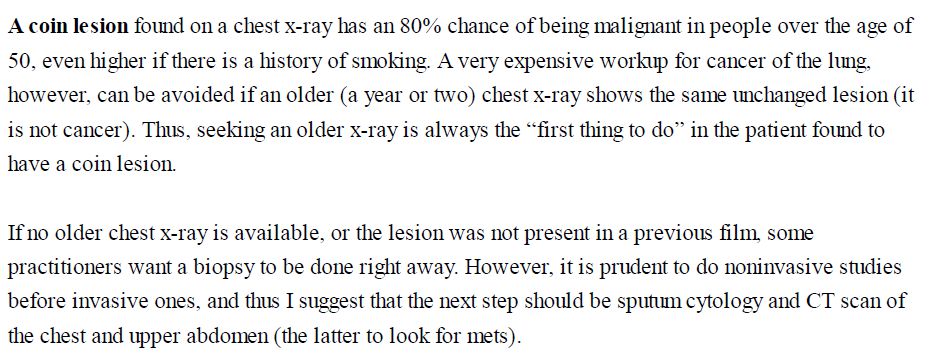 A coin lesion found on a chest x-ray has an 80% chance of being malignant in people over the age of
50, even higher if there is a history of smoking. A very expensive workup for cancer of the lung,
however, can be avoided if an older (a year or two) chest x-ray shows the same unchanged lesion (it
is not cancer). Thus, seeking an older x-ray is always the “first thing to do” in the patient found to
have a coin lesion.
If no older chest x-ray is available, or the lesion was not present in a previous film, some
practitioners want a biopsy to be done right away. However, it is prudent to do noninvasive studies
before invasive ones, and thus I suggest that the next step should be sputum cytology and CT scan of
the chest and upper abdomen (the latter to look for mets).